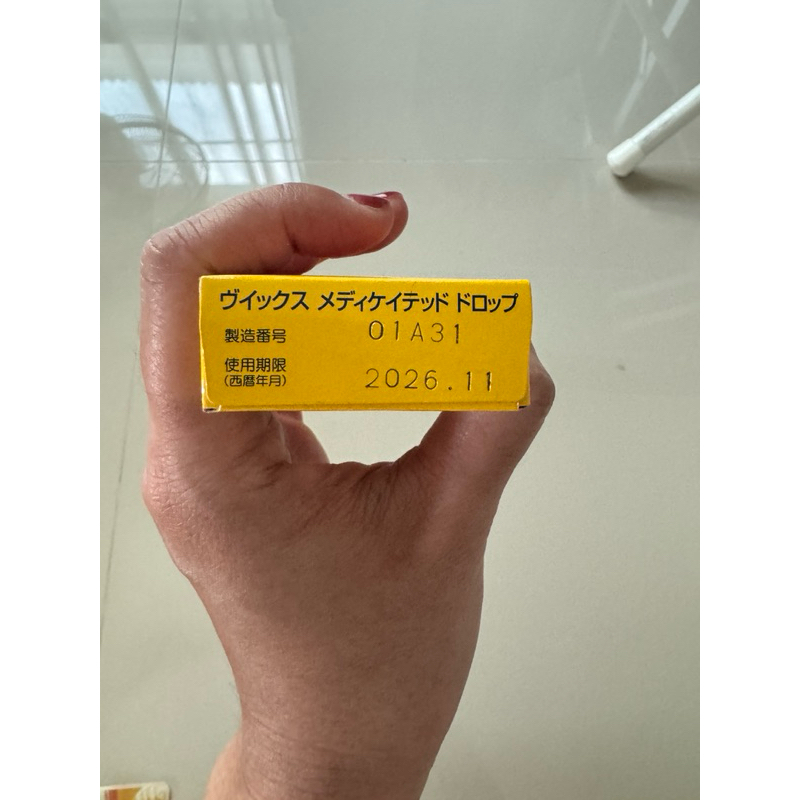 ヴイックス メディケイテッド ドロップ
製造番号 01A31
使用期限
(西暦年月) 2026.11